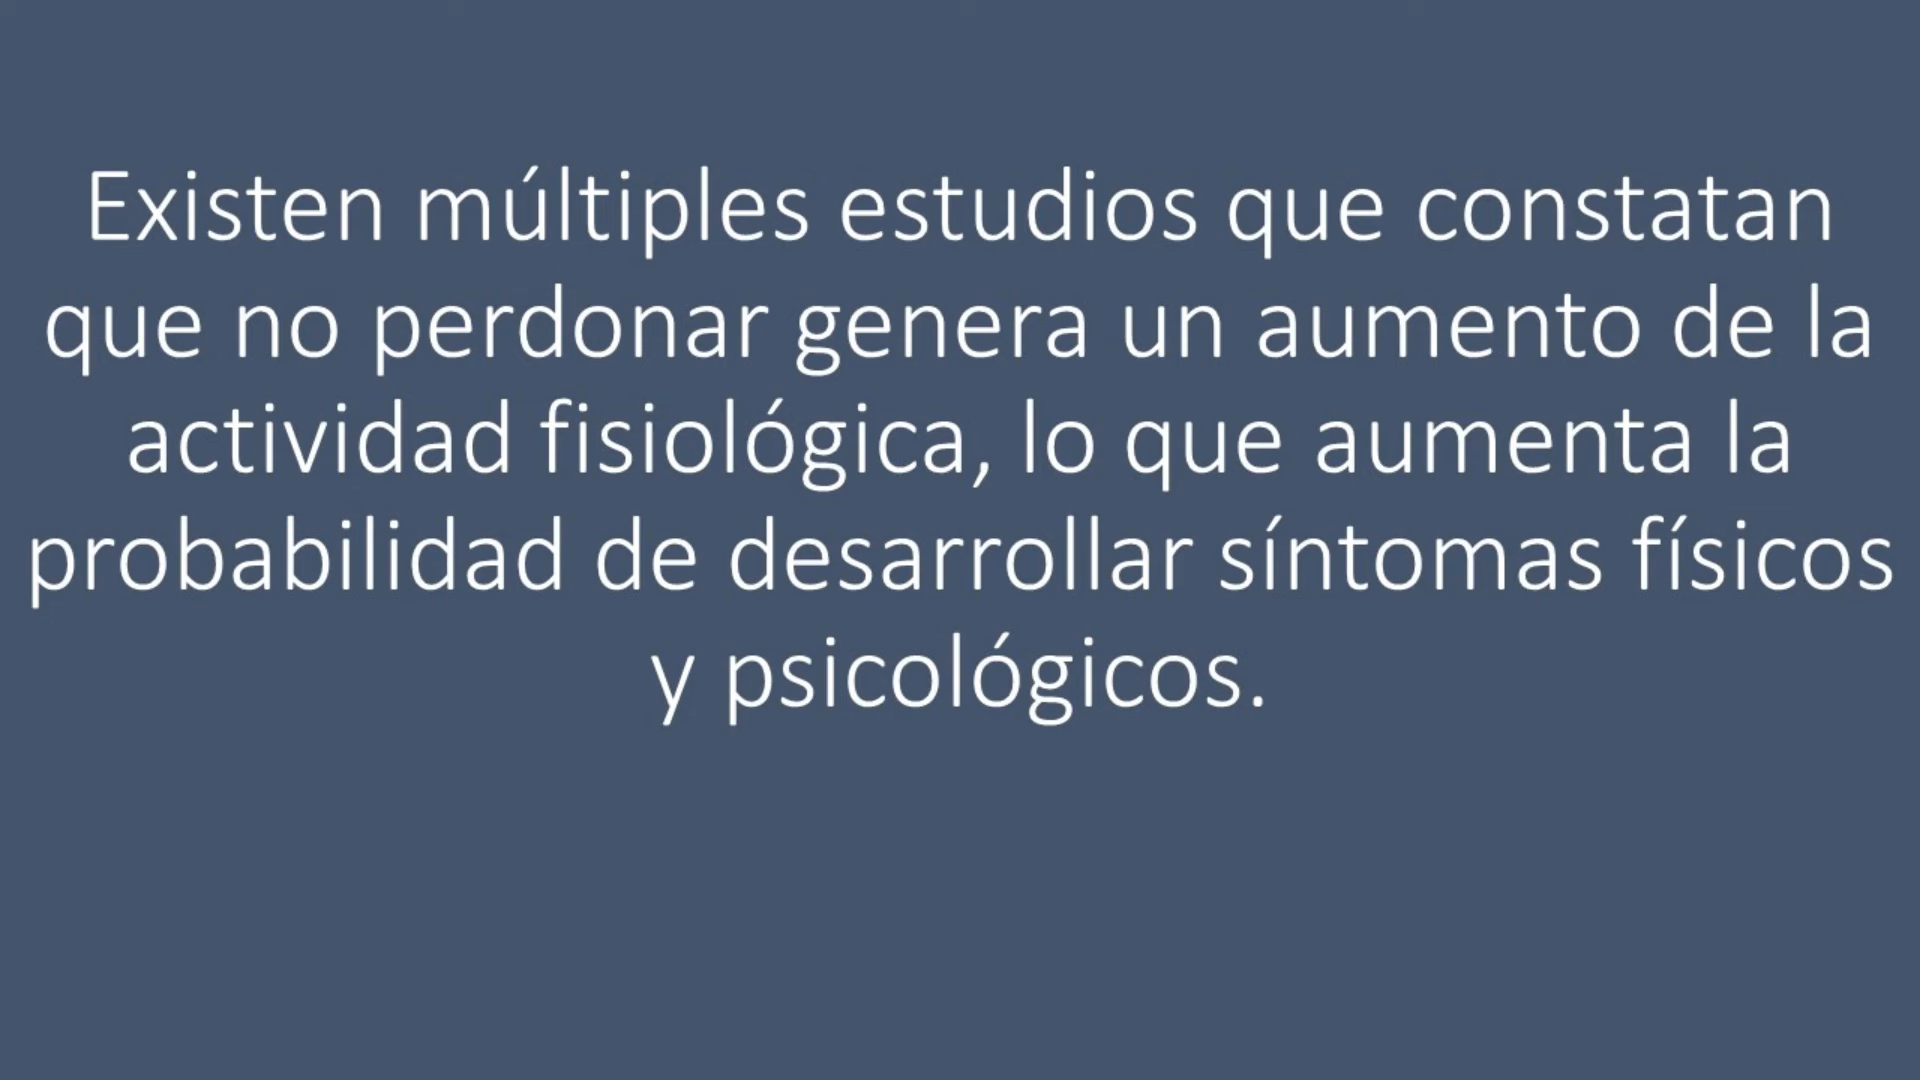 Existen múltiples estudios que constatan
que no perdonar genera un aumento de la
actividad fisiológica, lo que aumenta la
probabilidad de desarrollar síntomas físicos
y psicológicos.